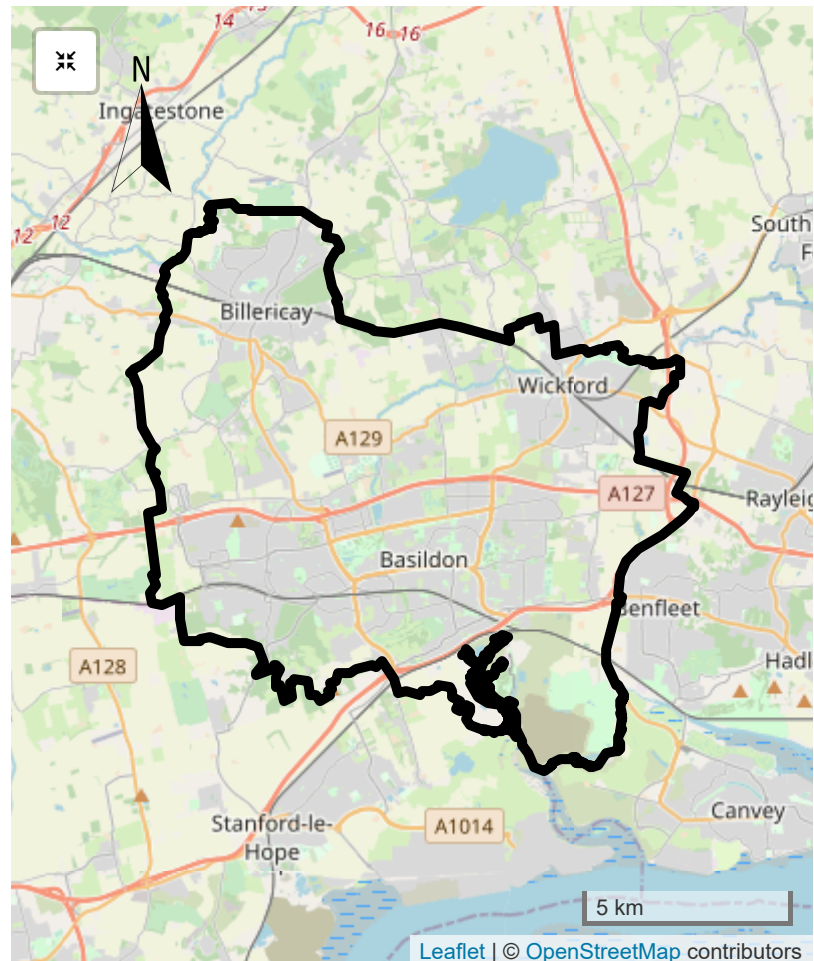 14
16 16
N
Ingatestone
12
12
South
F
Billericay
Wickford
A129
A127
Rayleig
Basildon
Benfleet
A128
Hadl
Canvey
Stanford-le-
Hope
A1014
5 km
Leaflet | © OpenStreetMap contributors